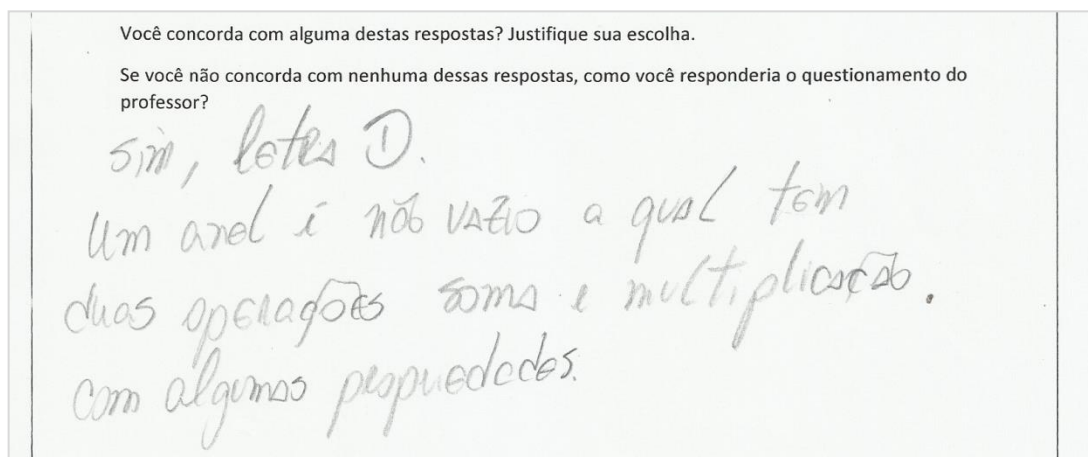 Você concorda com alguma destas respostas? Justifique sua escolha.
Se você não concorda com nenhuma dessas respostas, como você responderia o questionamento do
professor?
sim, letra D.
Um anel é não vazio a qual tem
duas operações soma e multiplicação.
com algumas propriedades.